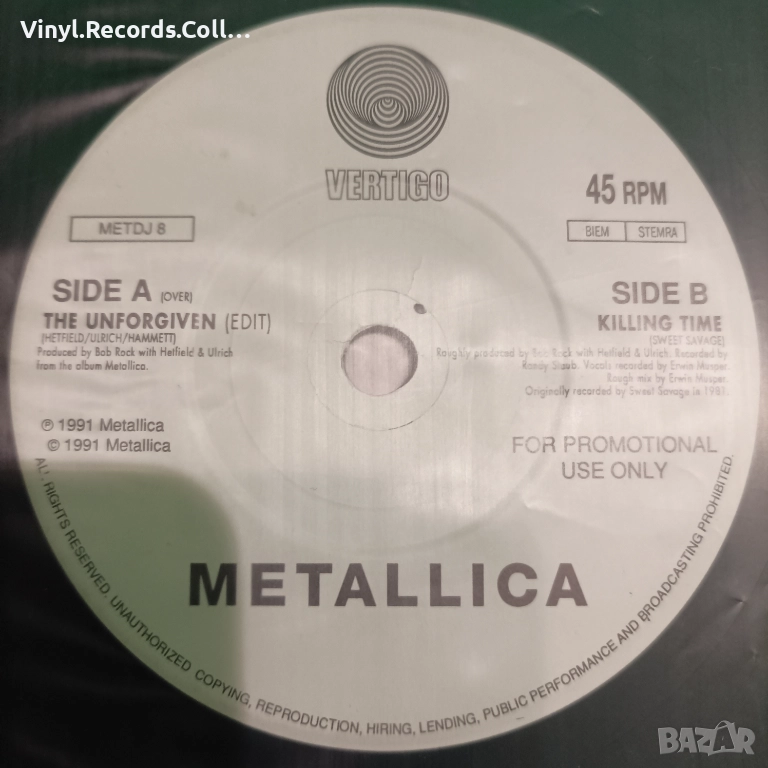 Vinyl.Records.Coll...
VERTIGO
45 RPM
METDJ 8
BIEM STEMRA
SIDE A (OVER)
THE UNFORGIVEN (EDIT)
(HETFIELD/ULRICH/HAMMETT)
Produced by Bob Rock with Hetfield & Ulrich
From the album Metallica.
SIDE B
KILLING TIME
(SWEET SAVAGE)
Roughly produced by Bob Rock with Hetfield & Ulrich. Recorded by
Randy Staub. Vocals recorded by Erwin Musper.
Rough mix by Erwin Musper.
Originally recorded by Sweet Savage in 1981.
℗ 1991 Metallica
© 1991 Metallica
FOR PROMOTIONAL
USE ONLY
METALLICA
ALL RIGHTS RESERVED. UNAUTHORIZED COPYING, REPRODUCTION, HIRING, LENDING, PUBLIC PERFORMANCE AND BROADCASTING PROHIBITED.
BAZAR